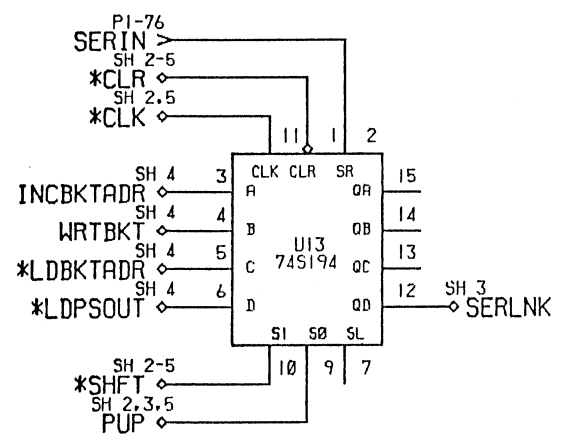 P1-76
SERIN
SH 2-5
*CLR
SH 2,5
*CLK
11 1 2
CLK CLR SR
SH 4
INCBKTADR 3 A QA 15
SH 4
WRTBKT 4 B QB 14
U13
74S194
SH 4
*LDBKTADR 5 C QC 13
SH 4
*LDPSOUT 6 D QD 12
SH 3
SERLNK
S1 S0 SL
10 9 7
SH 2-5
*SHFT
SH 2,3,5
PUP